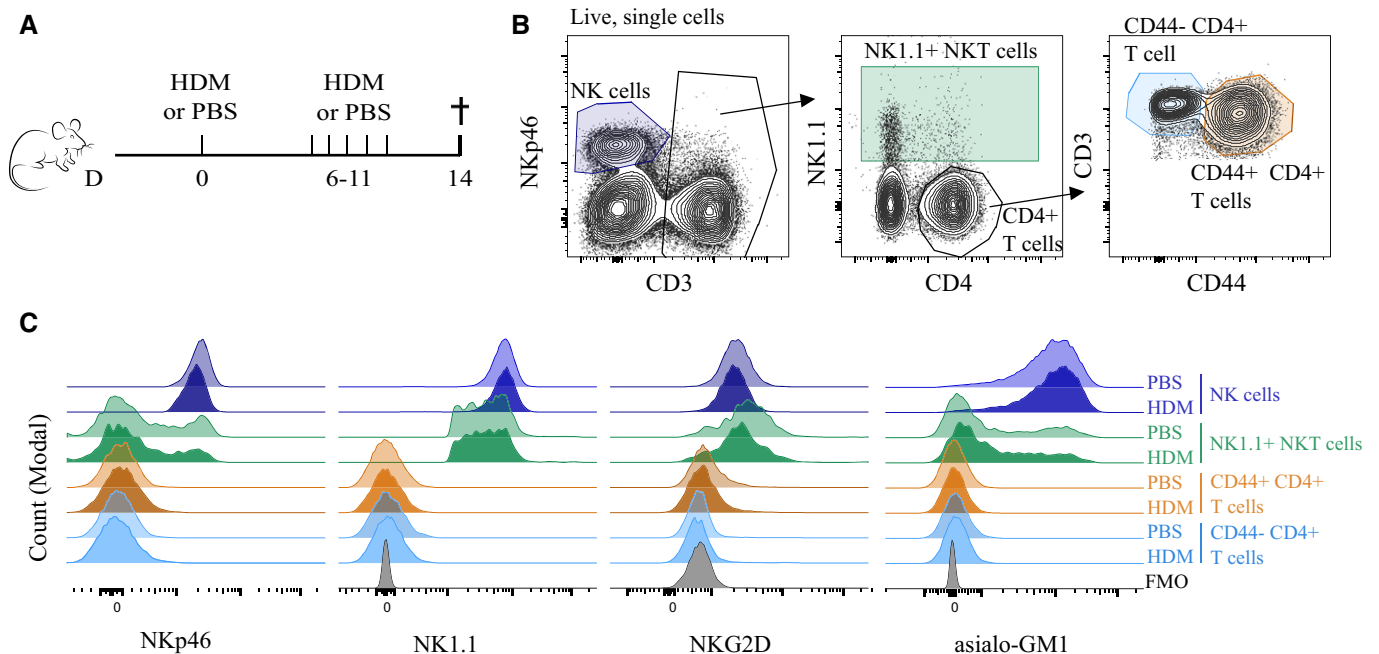 A
HDM
or PBS
HDM
or PBS
D
0
6-11
14
B
Live, single cells
NK cells
NKp46
CD3
NK1.1+ NKT cells
NK1.1
CD4+
T cells
CD4
CD44- CD4+
T cell
CD3
CD44+ CD4+
T cells
CD44
C
Count (Modal)
PBS
HDM
NK cells
PBS
HDM
NK1.1+ NKT cells
PBS
HDM
CD44+ CD4+
T cells
PBS
HDM
CD44- CD4+
T cells
FMO
0
0
0
0
NKp46
NK1.1
NKG2D
asialo-GM1